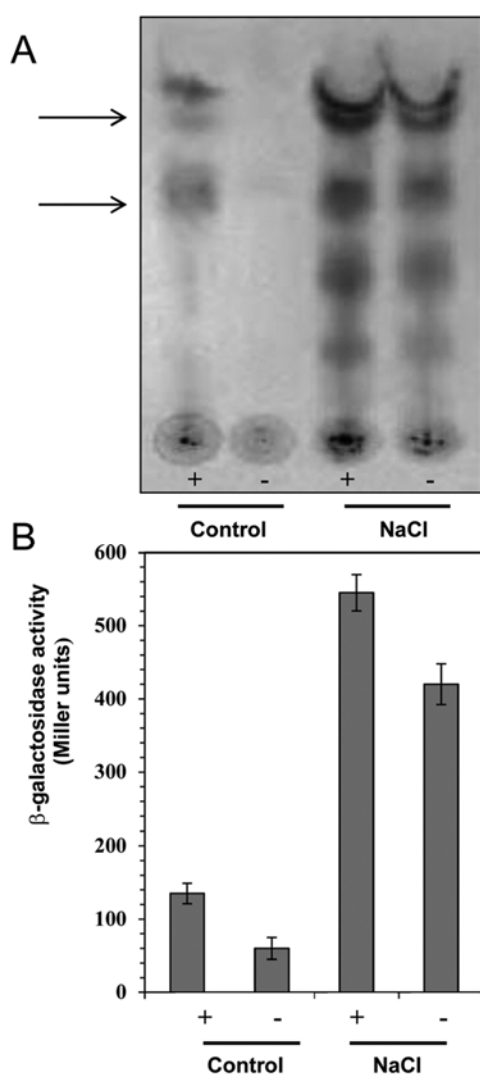 A
+ - + -
Control NaCl
B
β-galactosidase activity
(Miller units)
600
500
400
300
200
100
0
+ - + -
Control NaCl